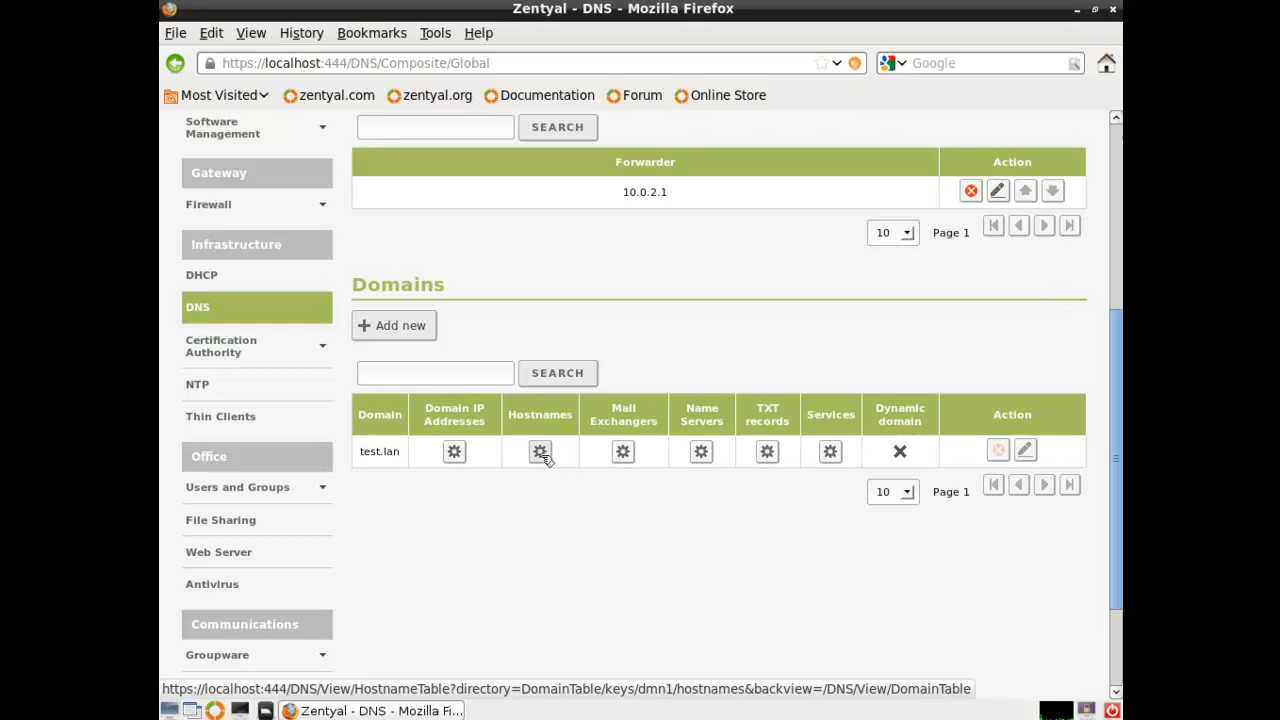 Zentyal - DNS - Mozilla Firefox
File Edit View History Bookmarks Tools Help
https://localhost:444/DNS/Composite/Global
Google
Most Visited zentyal.com zentyal.org Documentation Forum Online Store
Software
Management
Gateway
Firewall
Infrastructure
DHCP
DNS
Certification
Authority
NTP
Thin Clients
Office
Users and Groups
File Sharing
Web Server
Antivirus
Communications
Groupware
SEARCH
Forwarder Action
10.0.2.1
10 Page 1
Domains
+ Add new
SEARCH
Domain Domain IP Addresses Hostnames Mail Exchangers Name Servers TXT records Services Dynamic domain Action
test.lan
10 Page 1
https://localhost:444/DNS/View/HostnameTable?directory=DomainTable/keys/dmn1/hostnames&backview=/DNS/View/DomainTable
Zentyal - DNS - Mozilla Fi...